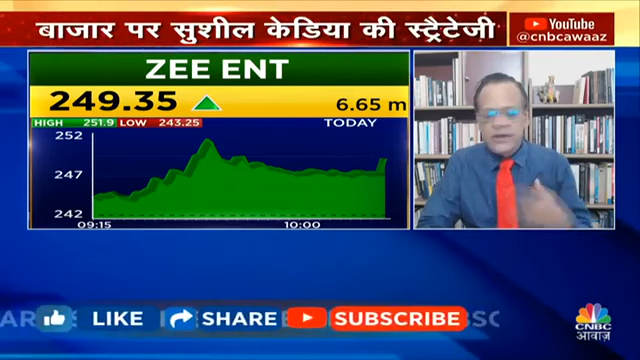 बाजार पर सुशील केडिया की स्ट्रैटेजी
YouTube
@cnbcawaaz
ZEE ENT
249.35
6.65 m
HIGH 251.9 LOW 243.25
TODAY
252
247
242
09:15
10:00
LIKE
SHARE
SUBSCRIBE
CNBC
आवाज़